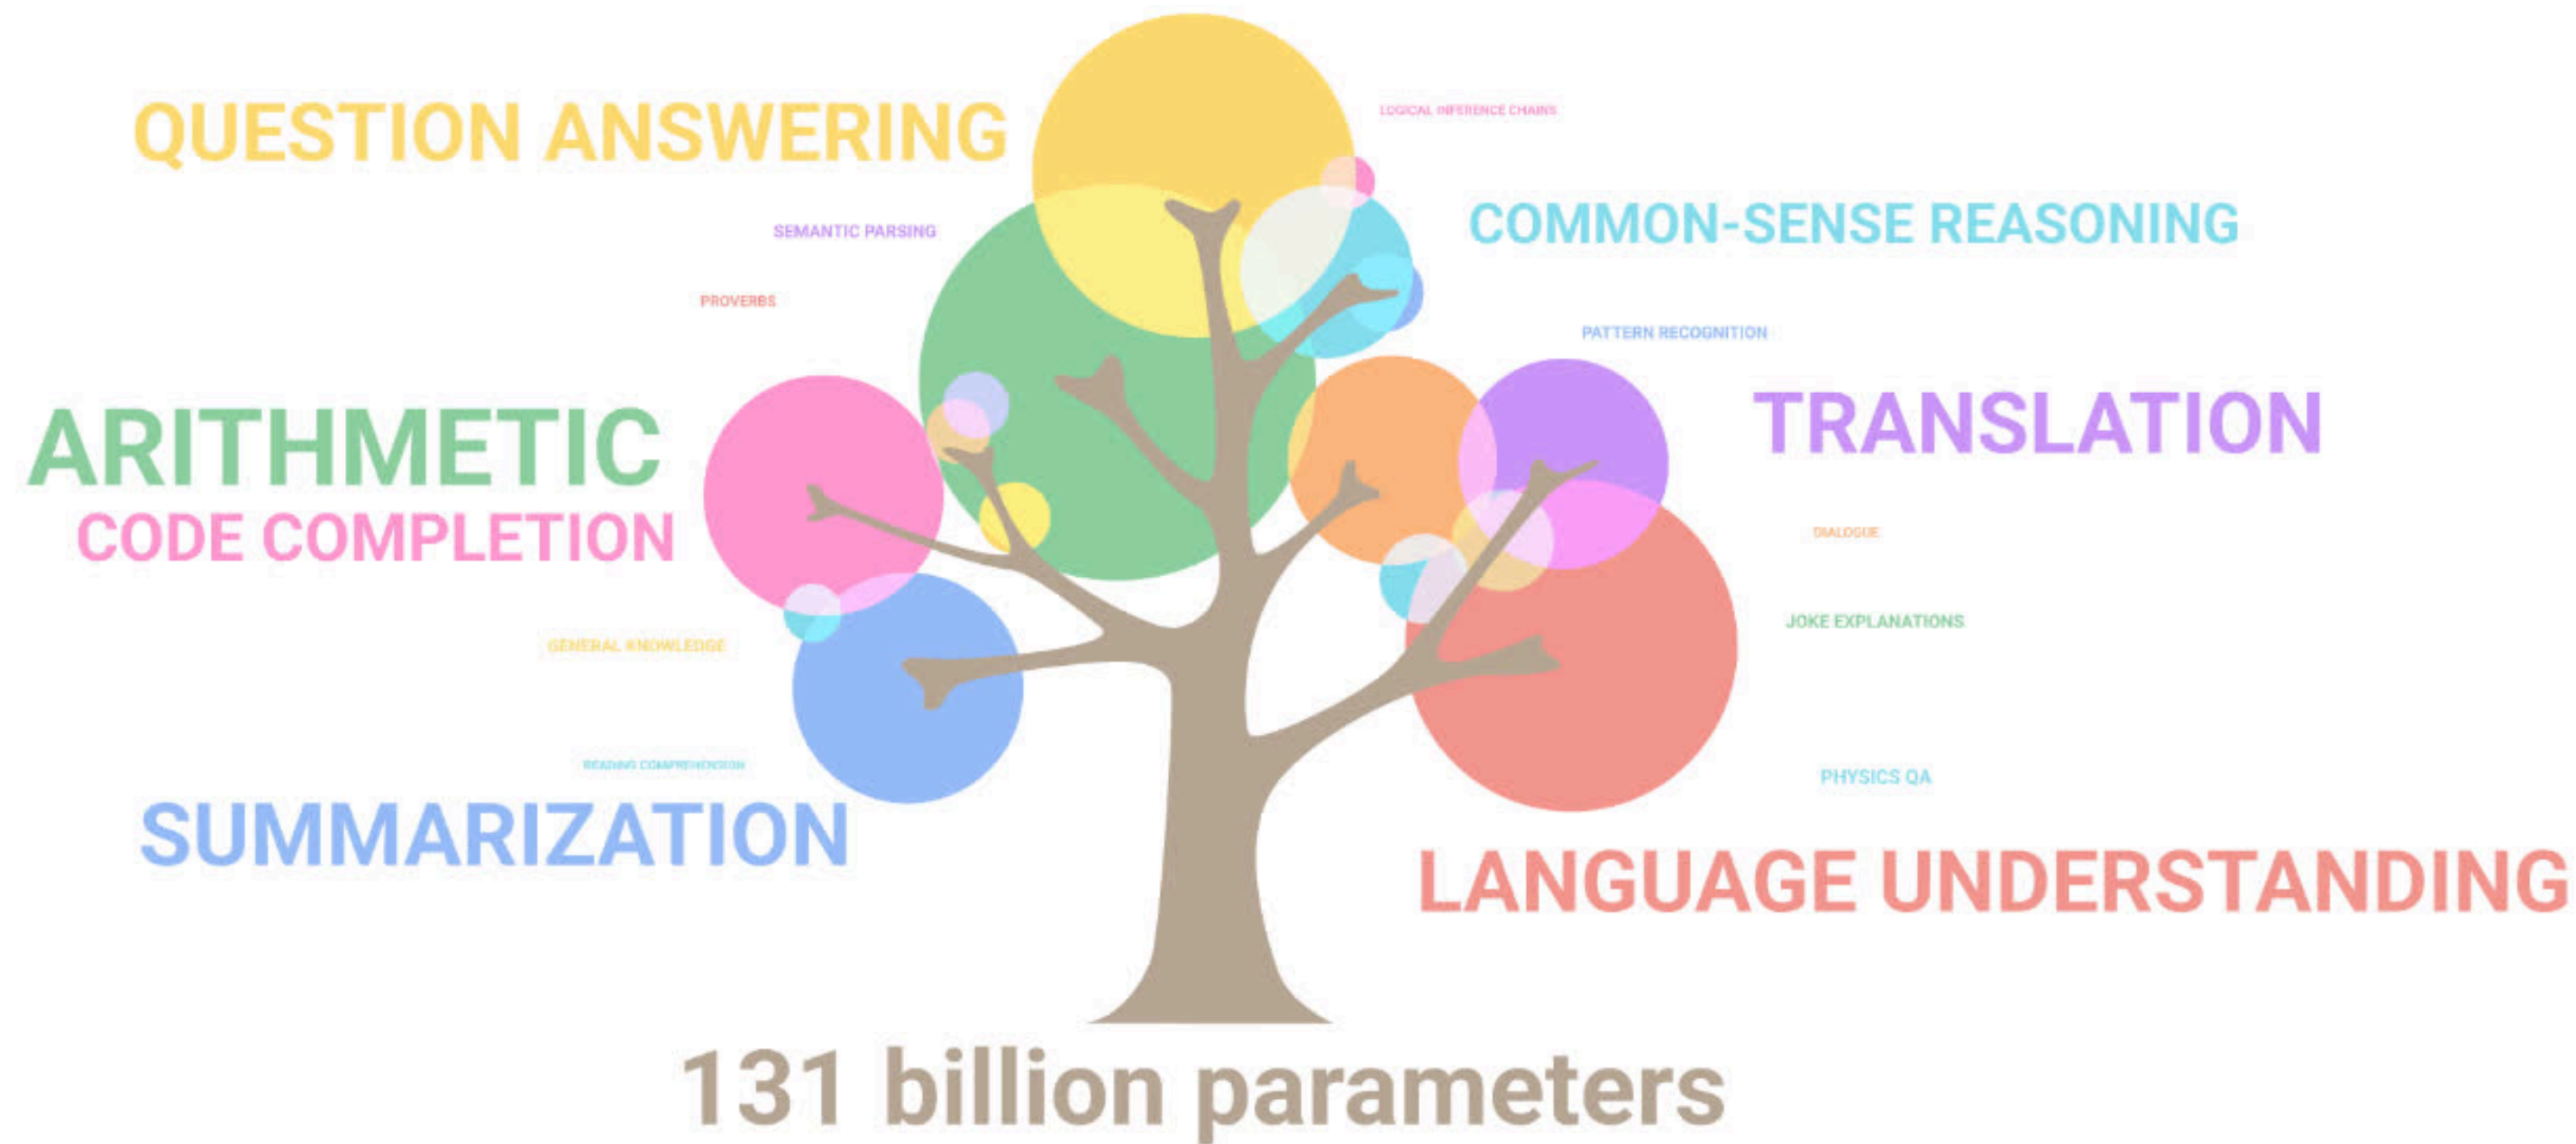 QUESTION ANSWERING
LOGICAL INFERENCE CHAINS
COMMON-SENSE REASONING
SEMANTIC PARSING
PROVERBS
PATTERN RECOGNITION
ARITHMETIC
TRANSLATION
CODE COMPLETION
DIALOGUE
GENERAL KNOWLEDGE
JOKE EXPLANATIONS
READING COMPREHENSION
PHYSICS QA
SUMMARIZATION
LANGUAGE UNDERSTANDING
131 billion parameters